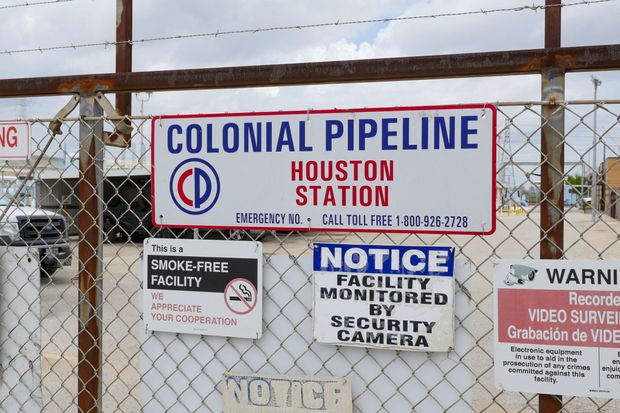 NG
COLONIAL PIPELINE
CP
HOUSTON
STATION
EMERGENCY NO. • CALL TOLL FREE 1-800-926-2728
This is a
SMOKE-FREE
FACILITY
WE
APPRECIATE
YOUR COOPERATION
NOTICE
FACILITY
MONITORED
BY
SECURITY
CAMERA
WARNI
Recorde
VIDEO SURVEI
Grabación de VIDE
Electronic equipment
in use to aid in the
prosecution of any crimes
committed against this
facility.
NOTICE